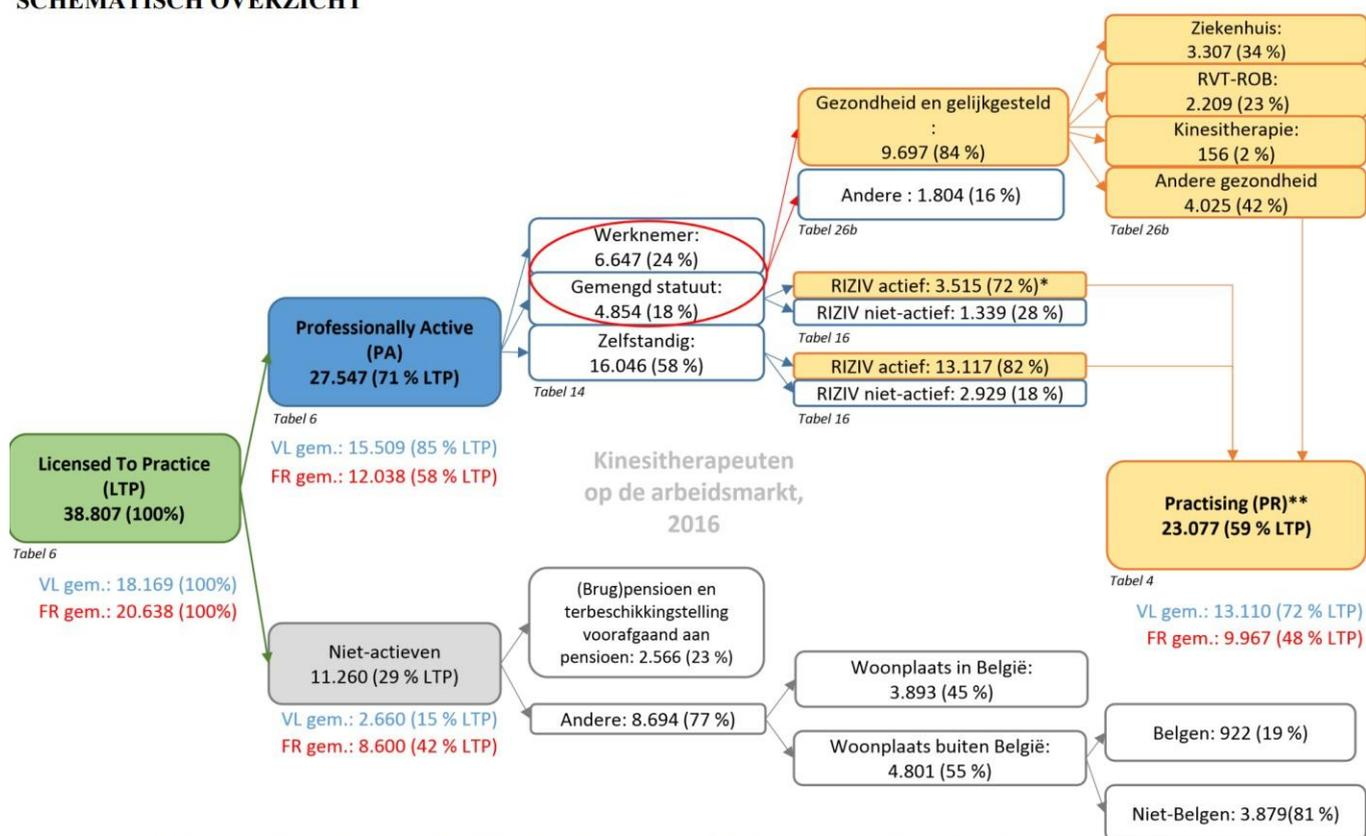 SCHEMATISCH OVERZICHT
Ziekenhuis:
3.307 (34 %)
RVT-ROB:
2.209 (23 %)
Kinesitherapie:
156 (2 %)
Andere gezondheid
4.025 (42 %)
Tabel 26b
Gezondheid en gelijkgesteld
:
9.697 (84 %)
Andere : 1.804 (16 %)
Tabel 26b
Werknemer:
6.647 (24 %)
Gemengd statuut:
4.854 (18 %)
Zelfstandig:
16.046 (58 %)
Tabel 14
RIZIV actief: 3.515 (72 %)*
RIZIV niet-actief: 1.339 (28 %)
Tabel 16
RIZIV actief: 13.117 (82 %)
RIZIV niet-actief: 2.929 (18 %)
Tabel 16
Professionally Active
(PA)
27.547 (71 % LTP)
Tabel 6
VL gem.: 15.509 (85 % LTP)
FR gem.: 12.038 (58 % LTP)
Kinesitherapeuten
op de arbeidsmarkt,
2016
Licensed To Practice
(LTP)
38.807 (100%)
Tabel 6
VL gem.: 18.169 (100%)
FR gem.: 20.638 (100%)
Practising (PR)**
23.077 (59 % LTP)
Tabel 4
VL gem.: 13.110 (72 % LTP)
FR gem.: 9.967 (48 % LTP)
Niet-actieven
11.260 (29 % LTP)
VL gem.: 2.660 (15 % LTP)
FR gem.: 8.600 (42 % LTP)
(Brug)pensioen en
terbeschikkingstelling
voorafgaand aan
pensioen: 2.566 (23 %)
Andere: 8.694 (77 %)
Woonplaats in België:
3.893 (45 %)
Woonplaats buiten België:
4.801 (55 %)
Belgen: 922 (19 %)
Niet-Belgen: 3.879(81 %)